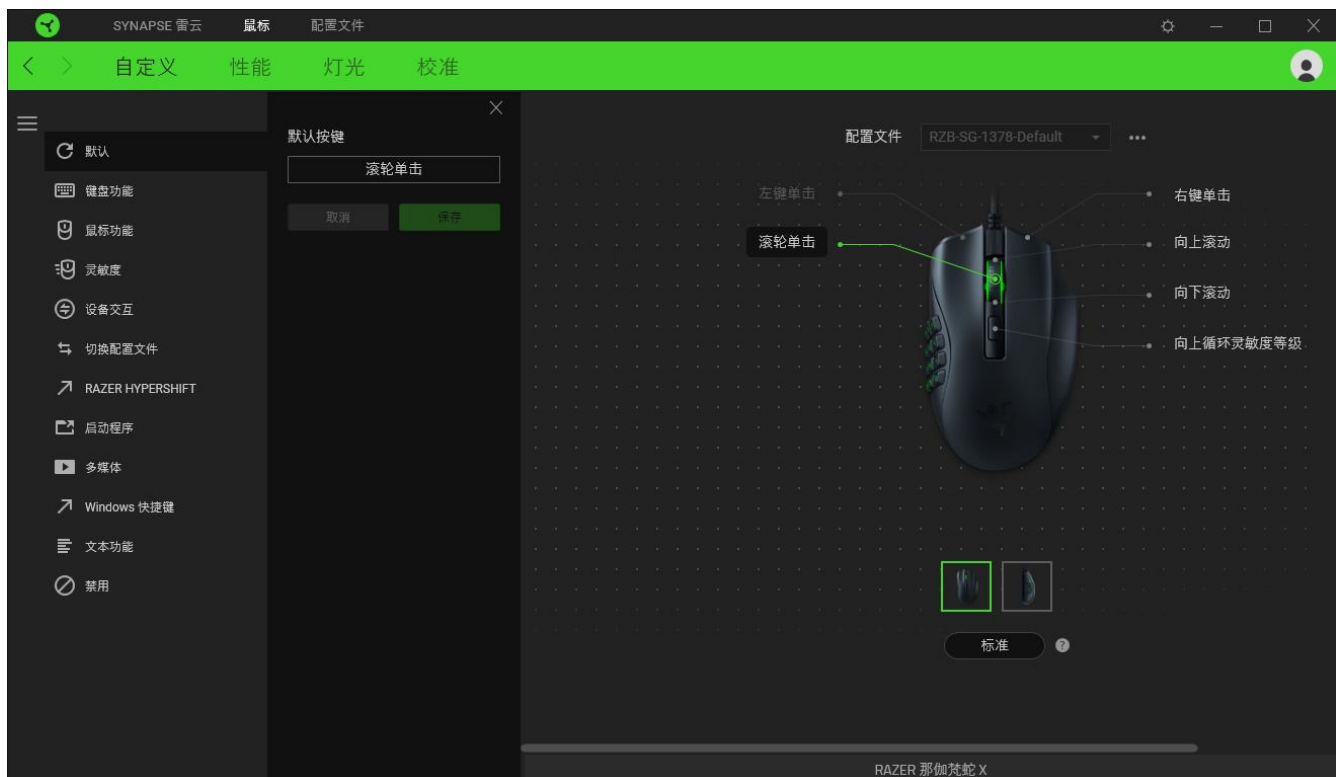 SYNAPSE 雷云 鼠标 配置文件
自定义 性能 灯光 校准
默认
键盘功能
鼠标功能
灵敏度
设备交互
切换配置文件
RAZER HYPERSHIFT
启动程序
多媒体
Windows 快捷键
文本功能
禁用
默认按键
滚轮单击
取消 保存
配置文件 RZB-SG-1378-Default
左键单击
滚轮单击
右键单击
向上滚动
向下滚动
向上循环灵敏度等级
标准
RAZER 那伽梵蛇 X